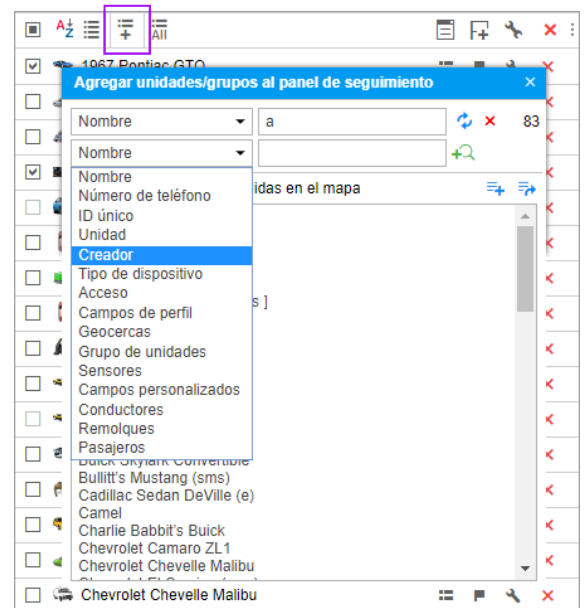 A Z All
1967 Pontiac GTO
Agregar unidades/grupos al panel de seguimiento
Nombre a 83
Nombre
Nombre
Número de teléfono
idas en el mapa
ID único
Unidad
Creador
Tipo de dispositivo
Acceso
s ]
Campos de perfil
Geocercas
Grupo de unidades
Sensores
Campos personalizados
Conductores
Remolques
Pasajeros
Buick Skylark Convertible
Bullitt's Mustang (sms)
Cadillac Sedan DeVille (e)
Camel
Charlie Babbit's Buick
Chevrolet Camaro ZL1
Chevrolet Chevelle Malibu
Chevrolet Chevelle Malibu